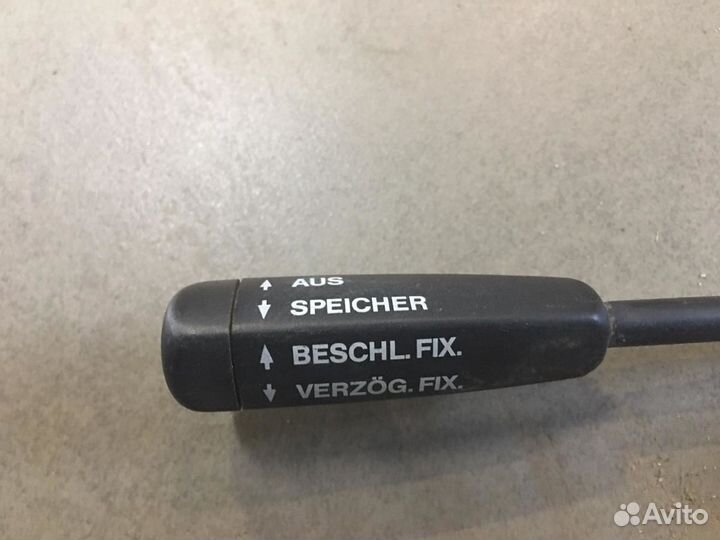 AUS
SPEICHER
BESCHL. FIX.
VERZÖG. FIX.
Avito